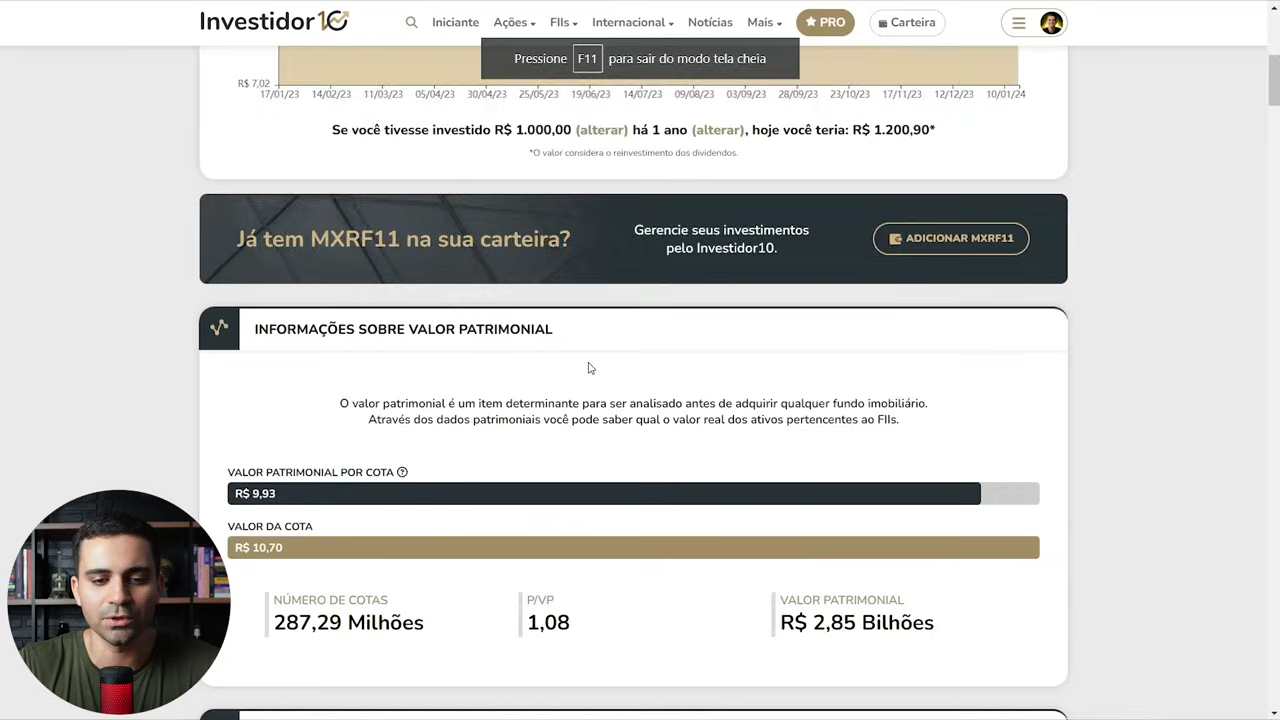 Investidor10
Iniciante Ações FIIs Internacional Notícias Mais PRO Carteira
Pressione F11 para sair do modo tela cheia
R$ 7,02
17/01/23 14/02/23 11/03/23 05/04/23 30/04/23 25/05/23 19/06/23 14/07/23 09/08/23 03/09/23 28/09/23 23/10/23 17/11/23 12/12/23 10/01/24
Se você tivesse investido R$ 1.000,00 (alterar) há 1 ano (alterar), hoje você teria: R$ 1.200,90*
*O valor considera o reinvestimento dos dividendos.
Já tem MXRF11 na sua carteira?
Gerencie seus investimentos
pelo Investidor10.
ADICIONAR MXRF11
INFORMAÇÕES SOBRE VALOR PATRIMONIAL
O valor patrimonial é um item determinante para ser analisado antes de adquirir qualquer fundo imobiliário.
Através dos dados patrimoniais você pode saber qual o valor real dos ativos pertencentes ao FIIs.
VALOR PATRIMONIAL POR COTA ?
R$ 9,93
VALOR DA COTA
R$ 10,70
NÚMERO DE COTAS
287,29 Milhões
P/VP
1,08
VALOR PATRIMONIAL
R$ 2,85 Bilhões